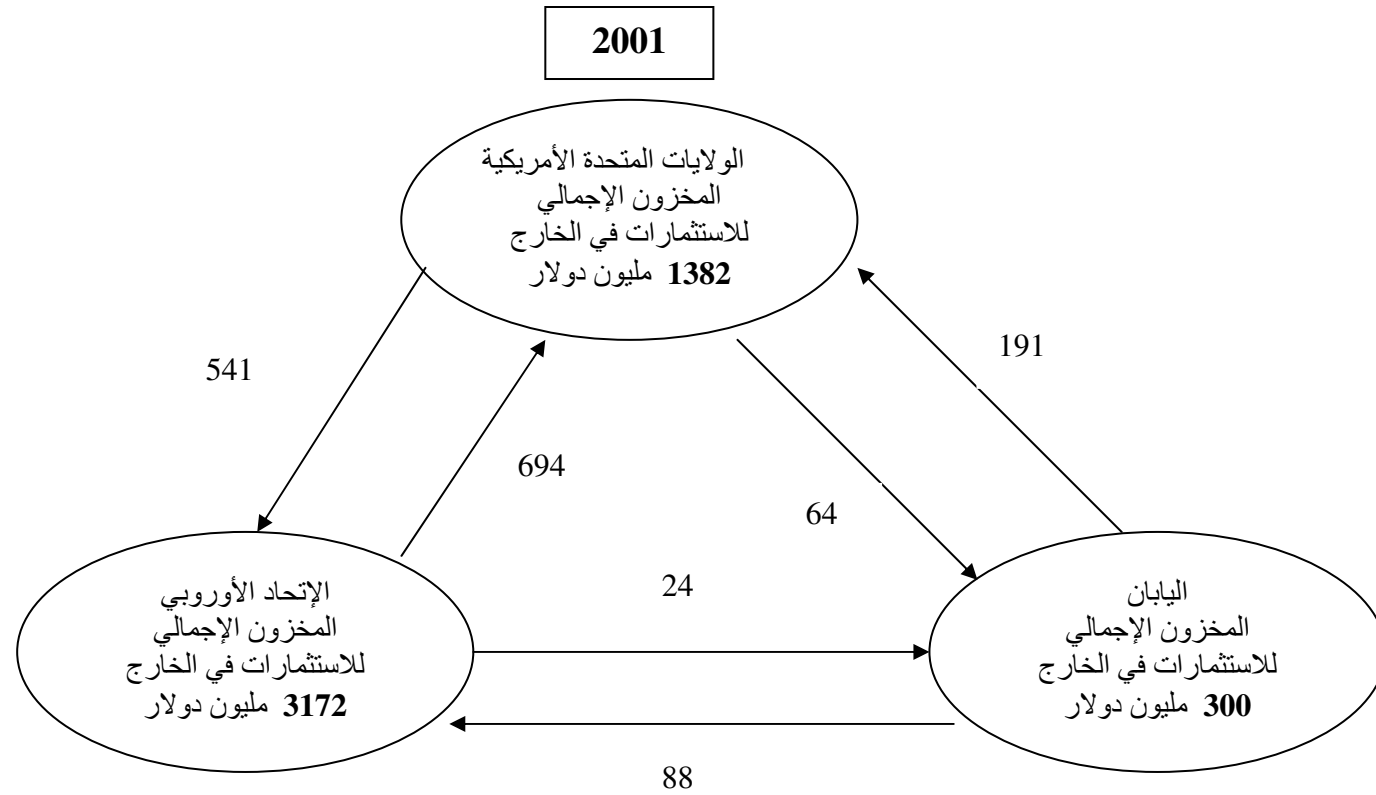 2001
الولايات المتحدة الأمريكية
المخزون الإجمالي
للاستثمارات في الخارج
1382 مليون دولار
541
694
191
64
24
88
الإتحاد الأوروبي
المخزون الإجمالي
للاستثمارات في الخارج
3172 مليون دولار
اليابان
المخزون الإجمالي
للاستثمارات في الخارج
300 مليون دولار